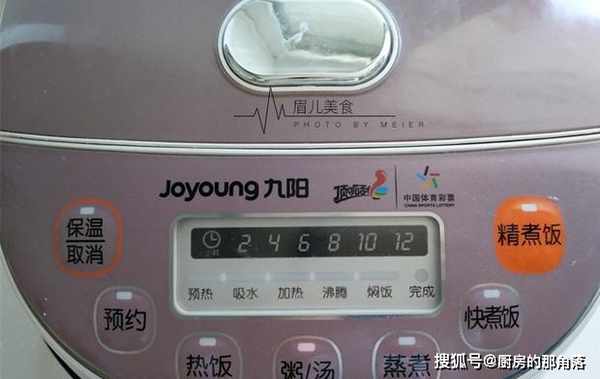 眉儿美食
PHOTO BY MEIER
Joyoung 九阳
中国体育彩票
CHINA SPORTS LOTTERY
保温
取消
精煮饭
2 4 6 8 10 12
小时
预热 吸水 加热 沸腾 焖饭 完成
预约
快煮饭
热饭
粥/汤
蒸煮
搜狐号@厨房的那角落